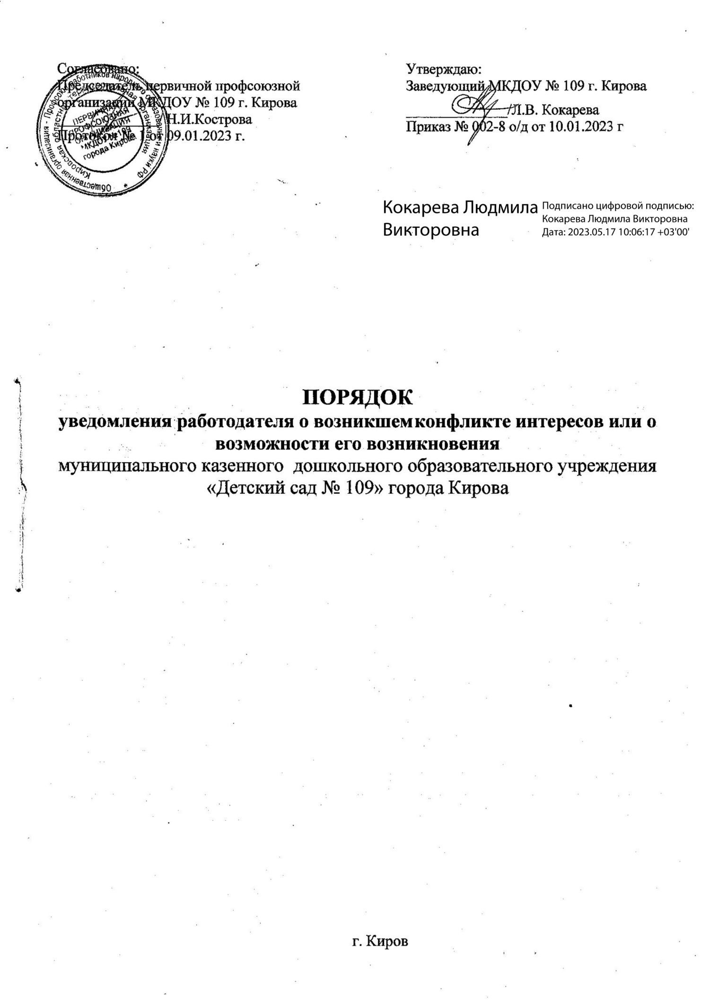 Согласовано:
Председатель первичной профсоюзной
организации МКДОУ № 109 г. Кирова
Н.И.Кострова
Протокол № 1 от 09.01.2023 г.
Общественная организация - Профсоюз работников народного образования и науки РФ
Кировская областная территориальная организация
ПЕРВИЧНАЯ
ПРОФСОЮЗНАЯ
ОРГАНИЗАЦИЯ
МКДОУ № 109
города Кирова
Утверждаю:
Заведующий МКДОУ № 109 г. Кирова
/Л.В. Кокарева
Приказ № 002-8 о/д от 10.01.2023 г
Кокарева Людмила
Викторовна
Подписано цифровой подписью:
Кокарева Людмила Викторовна
Дата: 2023.05.17 10:06:17 +03'00'
ПОРЯДОК
уведомления работодателя о возникшем конфликте интересов или о
возможности его возникновения
муниципального казенного дошкольного образовательного учреждения
«Детский сад № 109» города Кирова
г. Киров